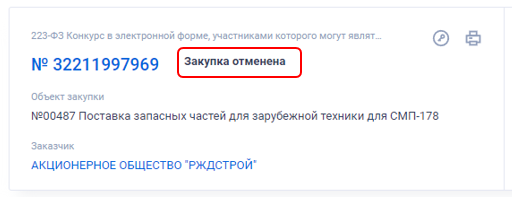 223-ФЗ Конкурс в электронной форме, участниками которого могут являт...
№ 32211997969 Закупка отменена
Объект закупки
№00487 Поставка запасных частей для зарубежной техники для СМП-178
Заказчик
АКЦИОНЕРНОЕ ОБЩЕСТВО "РЖДСТРОЙ"